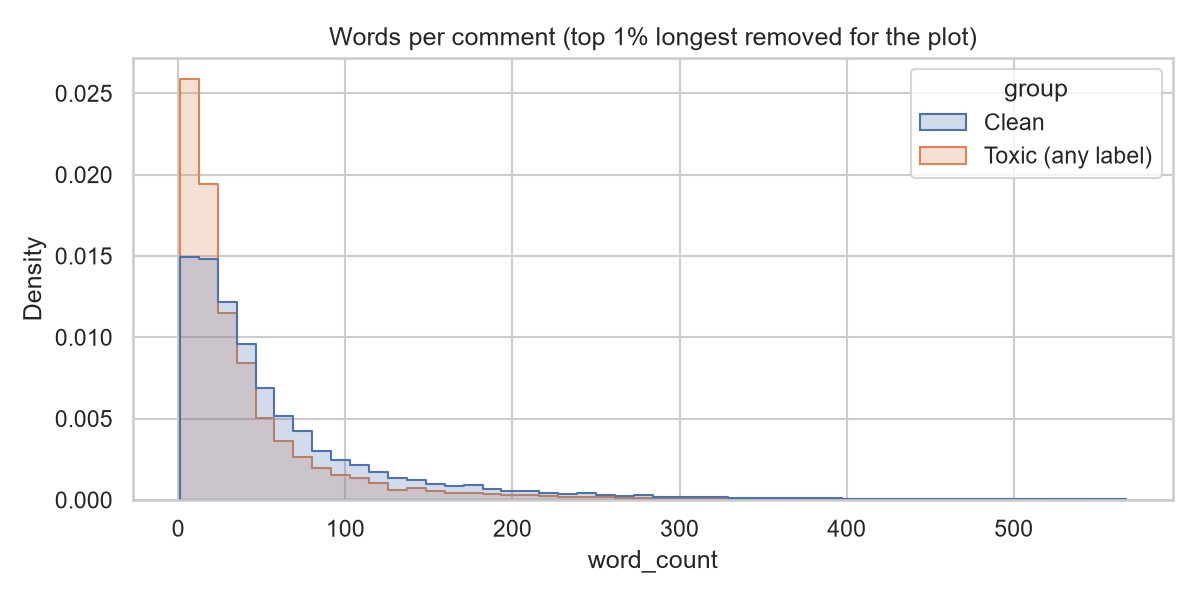 Words per comment (top 1% longest removed for the plot)
group
Clean
Toxic (any label)
Density
0.025
0.020
0.015
0.010
0.005
0.000
0 100 200 300 400 500
word_count